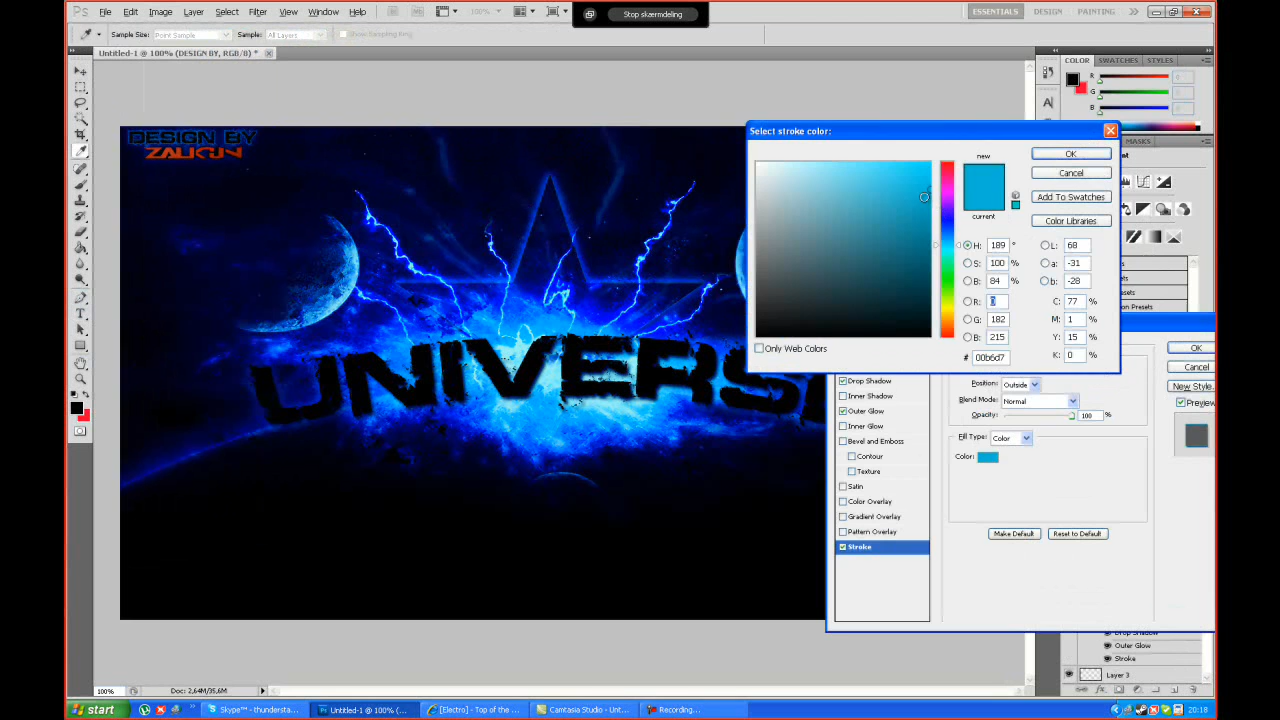 Ps File Edit Image Layer Select Filter View Window Help 100% ESSENTIALS DESIGN PAINTING
Stop skærmdeling
Sample Size: Point Sample Sample: All Layers Show Sampling Ring
Untitled-1 @ 100% (DESIGN BY, RGB/8) *
COLOR SWATCHES STYLES
R
G
B
DESIGN BY
UNIVERS
Select stroke color:
new
current
OK
Cancel
Add To Swatches
Color Libraries
H: 189 ° L: 68
S: 100 % a: -31
B: 84 % b: -28
R: 0 C: 77 %
G: 182 M: 1 %
B: 215 Y: 15 %
# 00b6d7 K: 0 %
Only Web Colors
MASKS
Drop Shadow
Inner Shadow
Outer Glow
Inner Glow
Bevel and Emboss
Contour
Texture
Satin
Color Overlay
Gradient Overlay
Pattern Overlay
Stroke
Position: Outside
Blend Mode: Normal
Opacity: 100 %
Fill Type: Color
Color:
Make Default Reset to Default
OK
Cancel
New Style...
Preview
Drop Shadow
Outer Glow
Stroke
Layer 3
100% Doc: 2,64M/35,6M
start Skype™ - thundersta... Untitled-1 @ 100% (... [Electro] - Top of the ... Camtasia Studio - Unt... Recording... 20:18